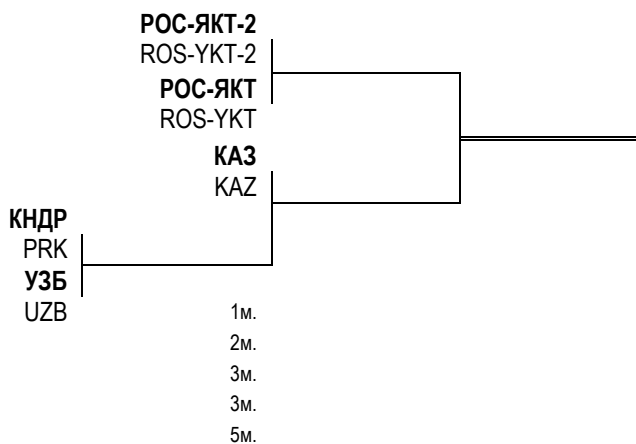 РОС-ЯКТ-2
ROS-YKT-2
РОС-ЯКТ
ROS-YKT
КАЗ
KAZ
КНДР
PRK
УЗБ
UZB
1м.
2м.
3м.
3м.
5м.